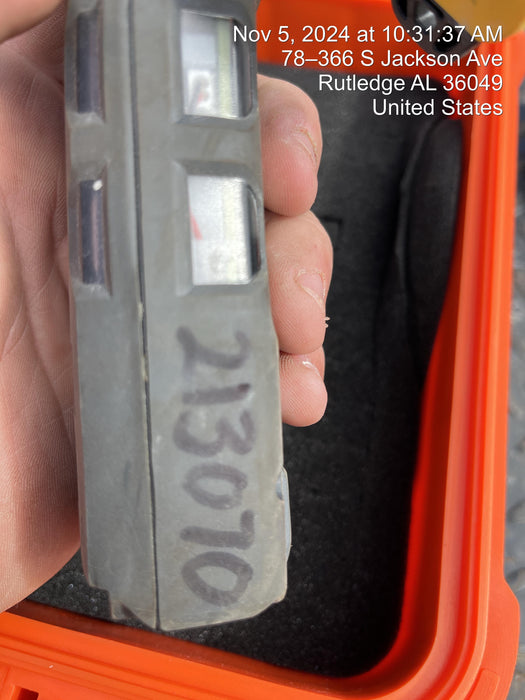 Nov 5, 2024 at 10:31:37 AM
78–366 S Jackson Ave
Rutledge AL 36049
United States
213070